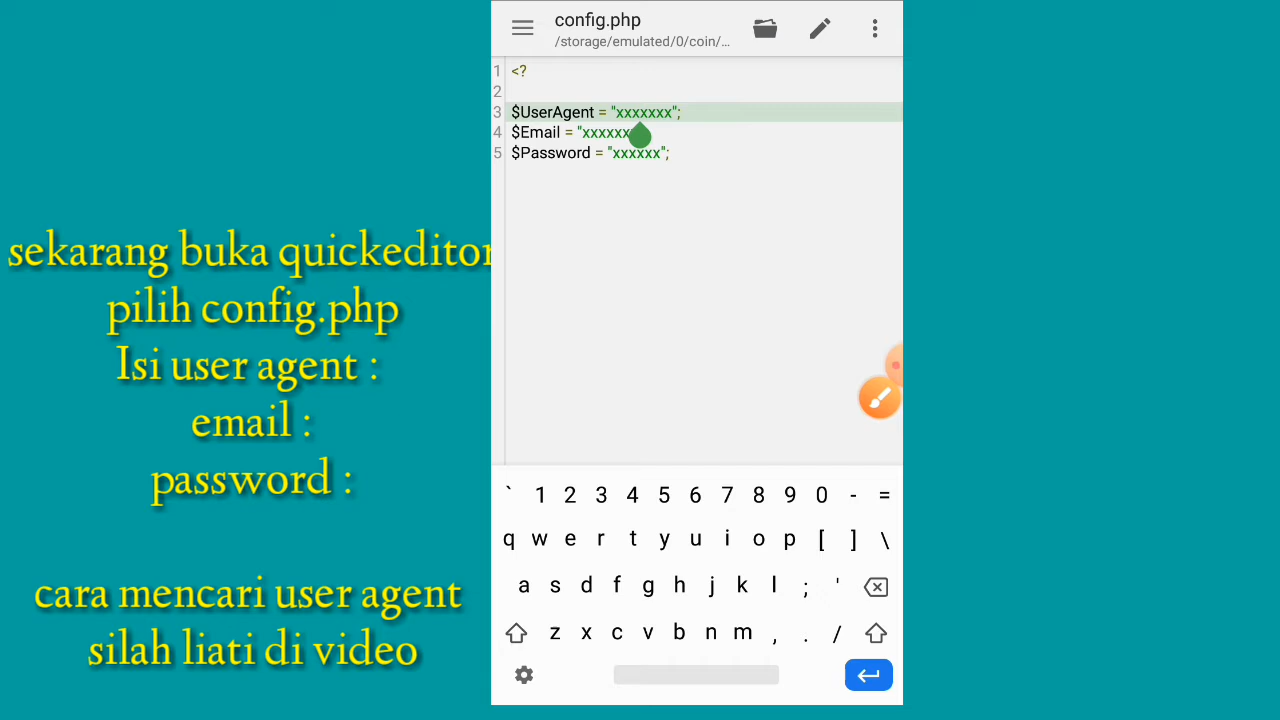 config.php
/storage/emulated/0/coin/…
1 <?
2
3 $UserAgent = "xxxxxxx";
4 $Email = "xxxxxx
5 $Password = "xxxxxx";
sekarang buka quickeditor
pilih config.php
Isi user agent :
email :
password :
cara mencari user agent
silah liati di video
` 1 2 3 4 5 6 7 8 9 0 - =
q w e r t y u i o p [ ] \
a s d f g h j k l ; '
z x c v b n m , . /